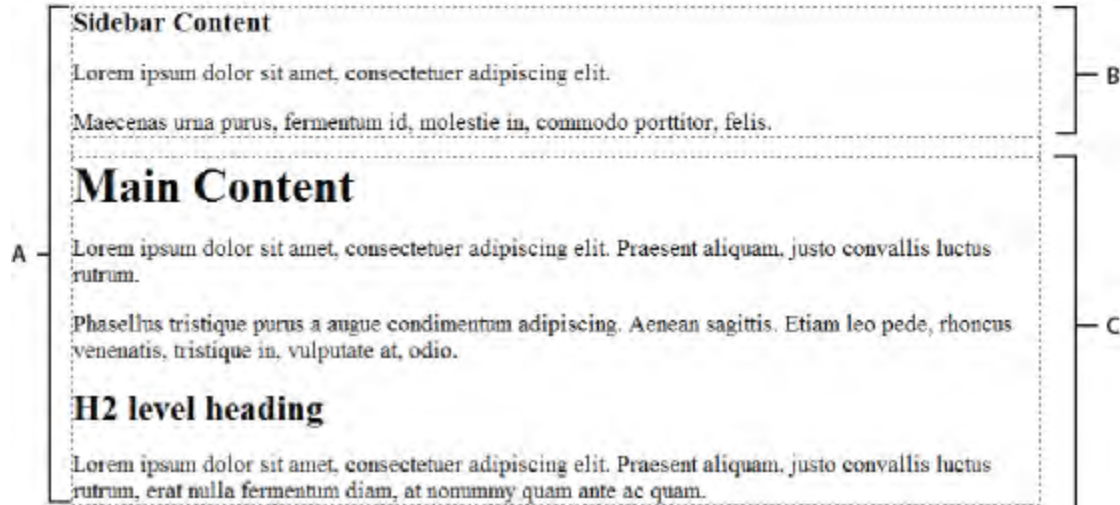 Sidebar Content
Lorem ipsum dolor sit amet, consectetuer adipiscing elit.
B
Maecenas urna purus, fermentum id, molestie in, commodo porttitor, felis.
Main Content
A
Lorem ipsum dolor sit amet, consectetuer adipiscing elit. Praesent aliquam, justo convallis luctus
rutrum.
Phasellus tristique purus a augue condimentum adipiscing. Aenean sagittis. Etiam leo pede, rhoncus
C
venenatis, tristique in, vulputate at, odio.
H2 level heading
Lorem ipsum dolor sit amet, consectetuer adipiscing elit. Praesent aliquam, justo convallis luctus
rutrum, erat nulla fermentum diam, at nonummy quam ante ac quam.